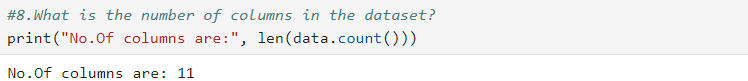 #8.What is the number of columns in the dataset?
print("No.Of columns are:", len(data.count()))
No.Of columns are: 11